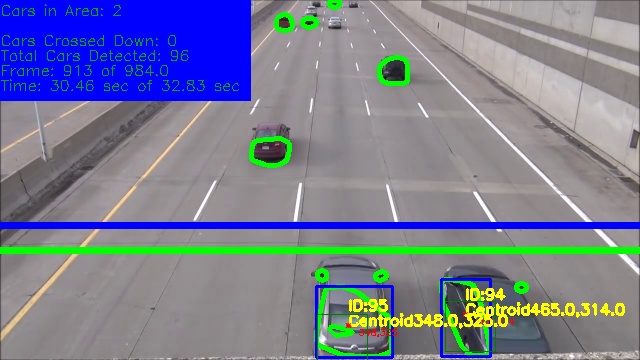 Cars in Area: 2
Cars Crossed Down: 0
Total Cars Detected: 96
Frame: 913 of 984.0
Time: 30.46 sec of 32.83 sec
ID:95
Centroid348.0,325.0
ID:94
Centroid465.0,314.0